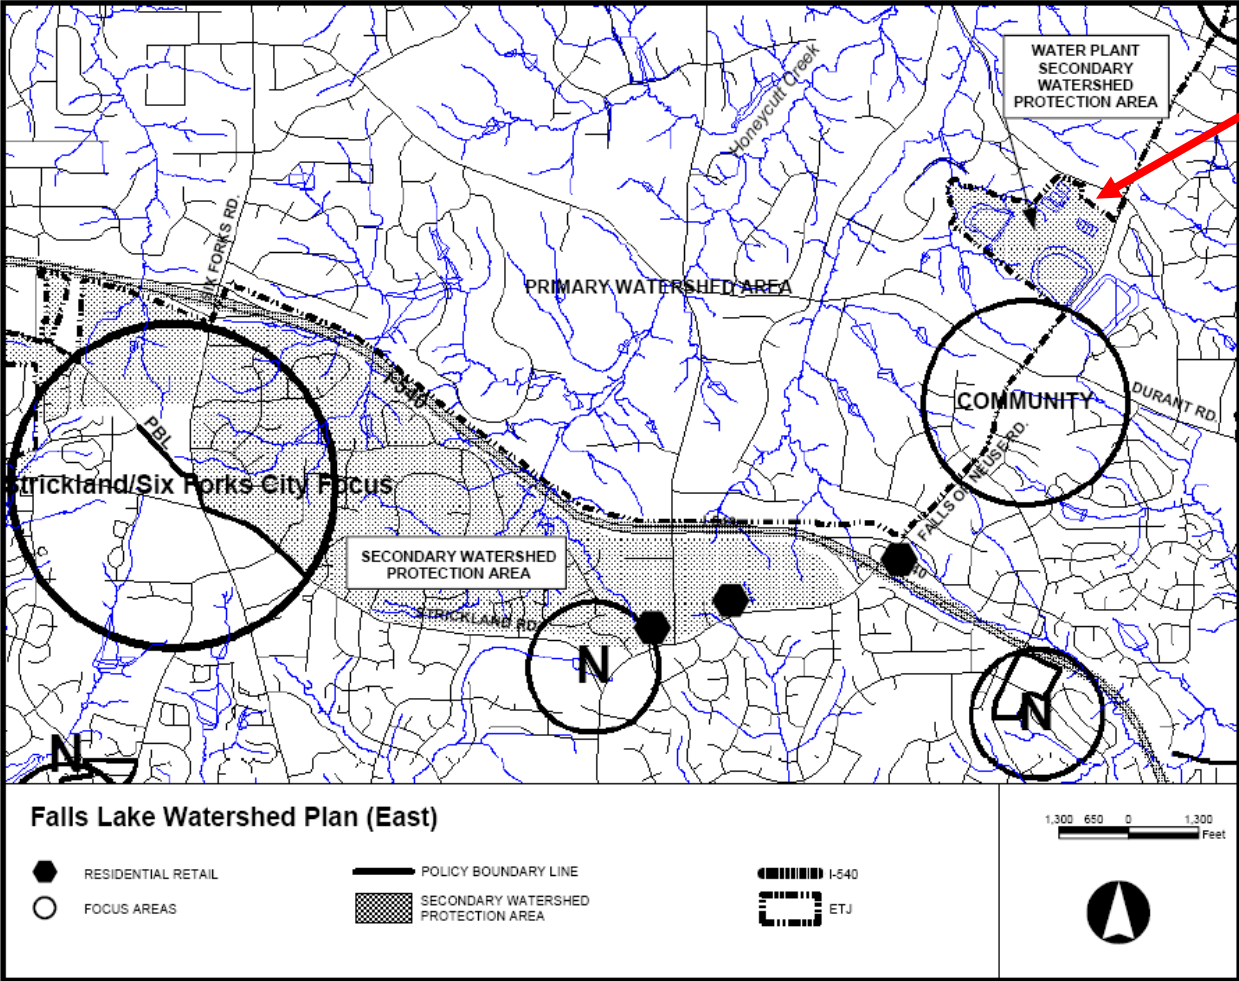 WATER PLANT
SECONDARY
WATERSHED
PROTECTION AREA
Honeycutt Creek
SIX FORKS RD.
PRIMARY WATERSHED AREA
I-540
COMMUNITY
DURANT RD.
PBL
FALLS OF NEUSE RD.
Strickland/Six Forks City Focus
SECONDARY WATERSHED
PROTECTION AREA
STRICKLAND RD.
N
N
N
Falls Lake Watershed Plan (East)
RESIDENTIAL RETAIL
FOCUS AREAS
POLICY BOUNDARY LINE
SECONDARY WATERSHED
PROTECTION AREA
I-540
ETJ
1,300 650 0 1,300
Feet